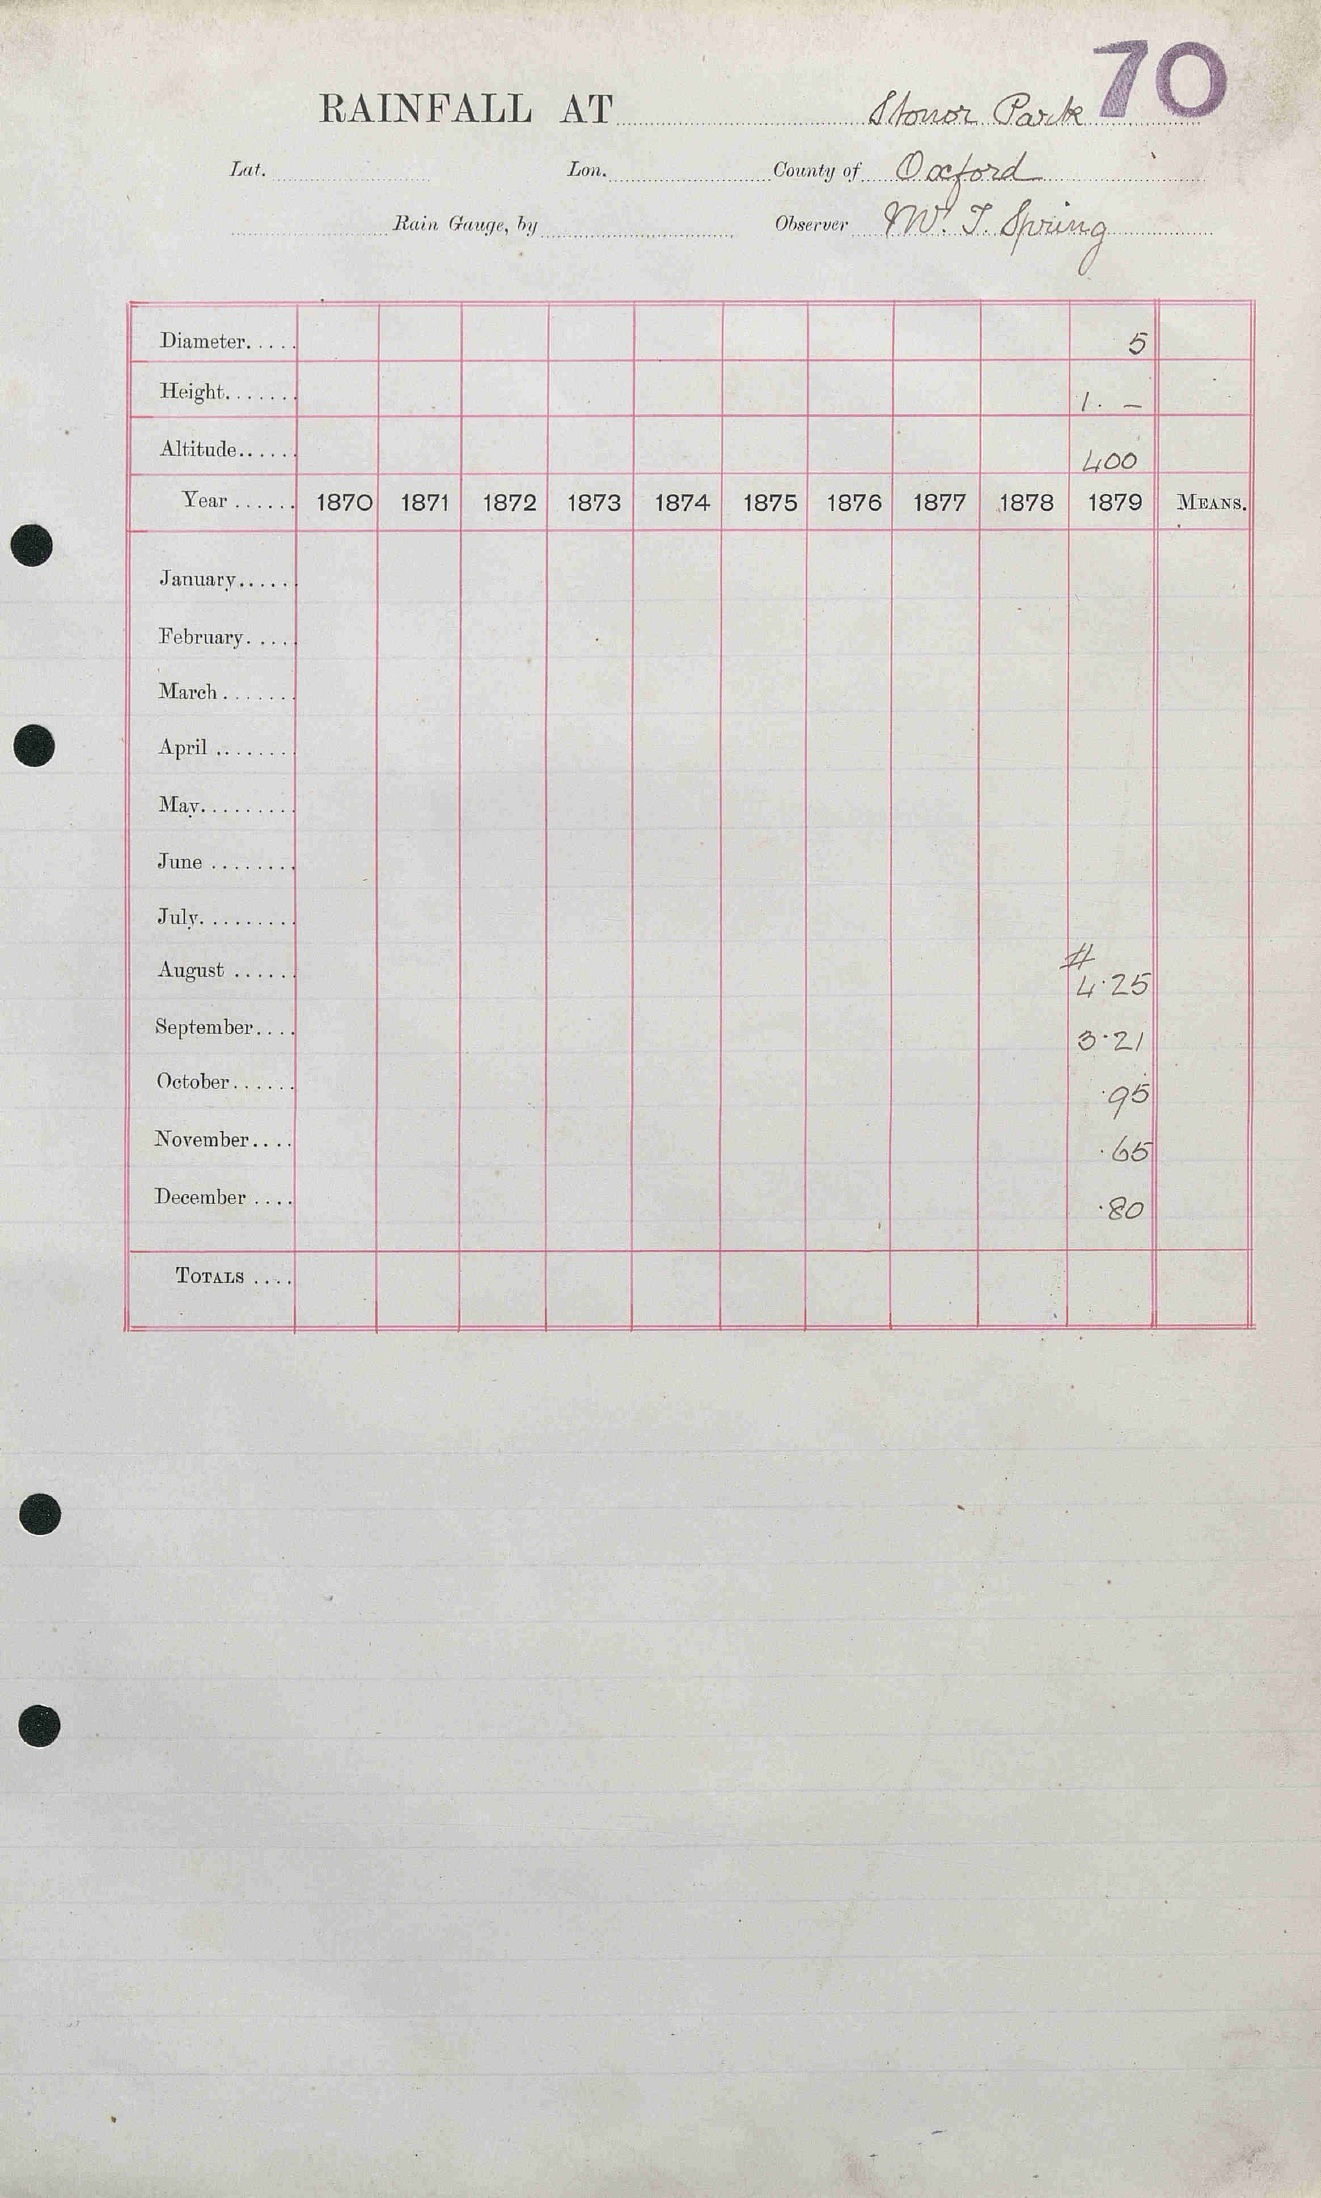 70
RAINFALL AT Stonor Park
Lat. Lon. County of Oxford
Rain Gauge, by Observer W. T. Spring
Diameter..... 5
Height....... 1. —
Altitude...... 400
Year ...... 1870 1871 1872 1873 1874 1875 1876 1877 1878 1879 MEANS.
January.....
February.....
March.......
April .......
May.........
June ........
July.........
#
August ...... 4.25
September.... 3.21
October...... .95
November.... .65
December .... .80
TOTALS ....